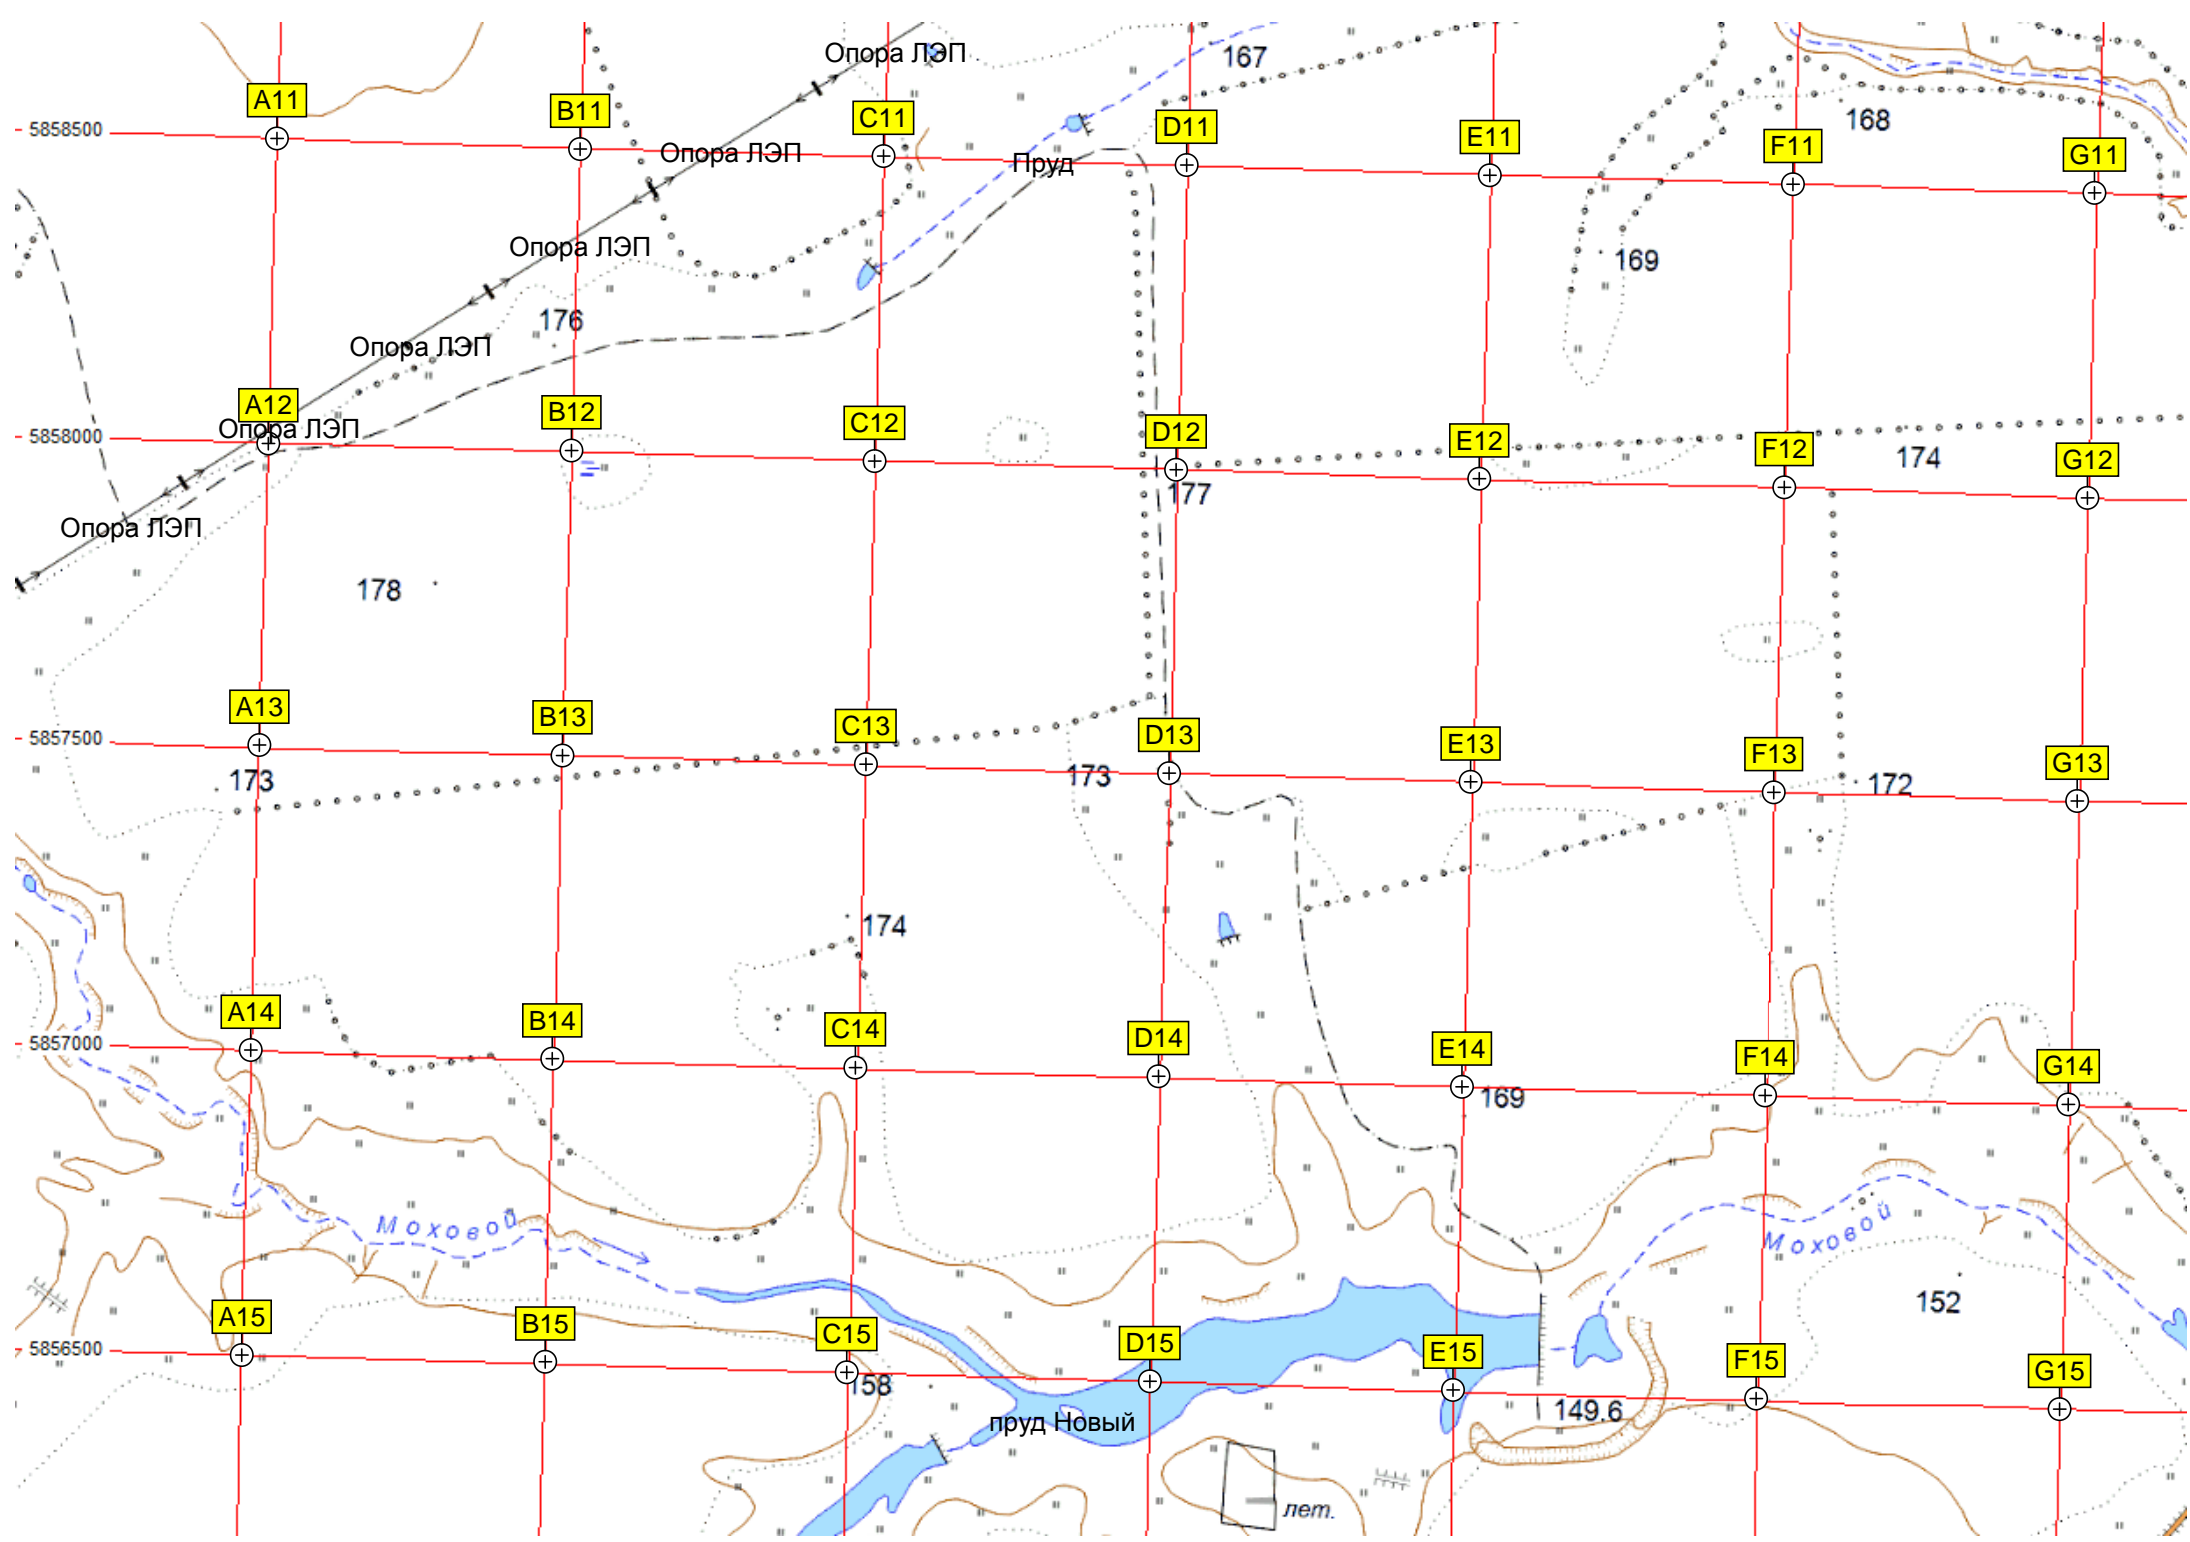 Опора ЛЭП
167
A11
B11
C11
D11
E11
F11
168
G11
5858500
Опора ЛЭП
Пруд
Опора ЛЭП
169
176
Опора ЛЭП
A12
B12
C12
D12
E12
F12
174
G12
5858000
Опора ЛЭП
177
Опора ЛЭП
178
A13
B13
C13
D13
E13
F13
G13
5857500
173
173
172
174
A14
B14
C14
D14
E14
F14
G14
5857000
169
Моховой
Моховой
152
A15
B15
C15
D15
E15
F15
G15
5856500
158
пруд Новый
149.6
лет.